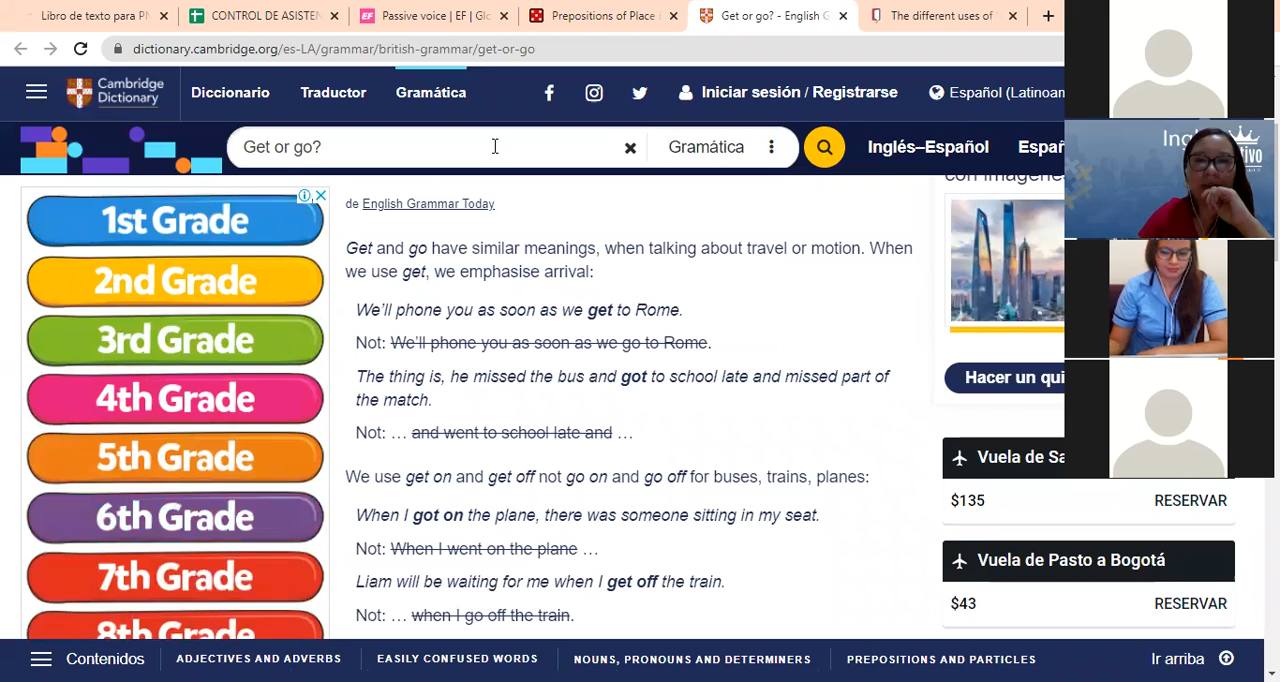 Libro de texto para PN
CONTROL DE ASISTEN
EF Passive voice | EF | Glo
Prepositions of Place i
Get or go? - English G
The different uses of
dictionary.cambridge.org/es-LA/grammar/british-grammar/get-or-go
Cambridge Dictionary
Diccionario
Traductor
Gramática
Iniciar sesión / Registrarse
Español (Latinoam
Get or go?
Gramática
Inglés–Español
Españ
con imágenes
1st Grade
2nd Grade
3rd Grade
4th Grade
5th Grade
6th Grade
7th Grade
8th Grade
de English Grammar Today
Get and go have similar meanings, when talking about travel or motion. When
we use get, we emphasise arrival:
We'll phone you as soon as we get to Rome.
Not: We'll phone you as soon as we go to Rome.
The thing is, he missed the bus and got to school late and missed part of
the match.
Not: … and went to school late and …
We use get on and get off not go on and go off for buses, trains, planes:
When I got on the plane, there was someone sitting in my seat.
Not: When I went on the plane …
Liam will be waiting for me when I get off the train.
Not: … when I go off the train.
Hacer un qui
Vuela de Sa
$135 RESERVAR
Vuela de Pasto a Bogotá
$43 RESERVAR
Contenidos
ADJECTIVES AND ADVERBS
EASILY CONFUSED WORDS
NOUNS, PRONOUNS AND DETERMINERS
PREPOSITIONS AND PARTICLES
Ir arriba